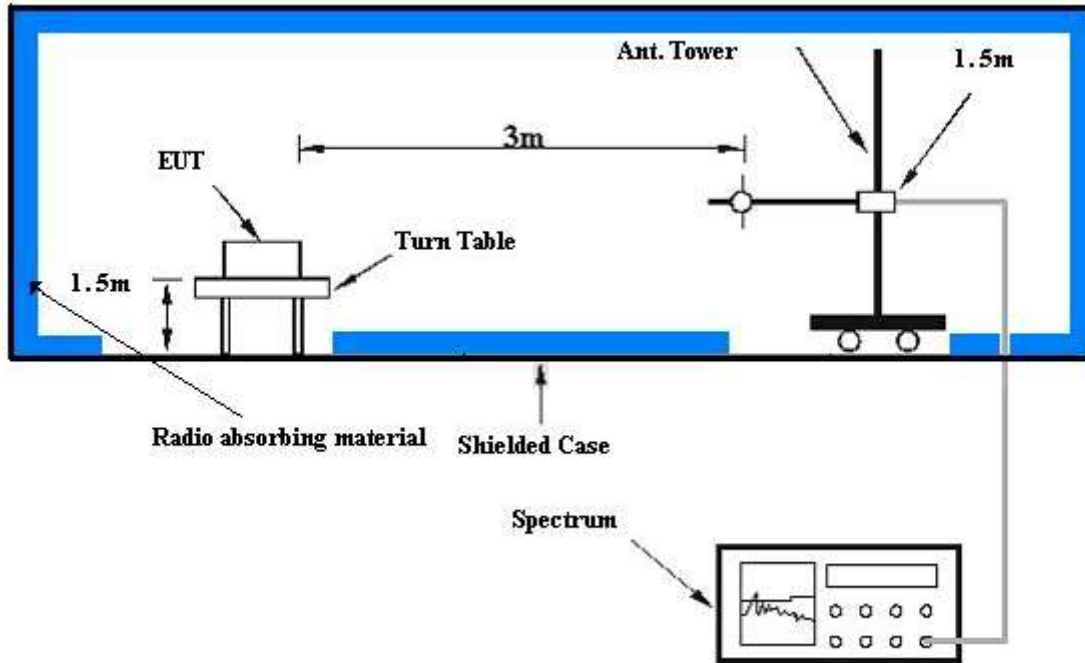 Ant. Tower
1.5m
3m
EUT
Turn Table
1.5m
Radio absorbing material
Shielded Case
Spectrum